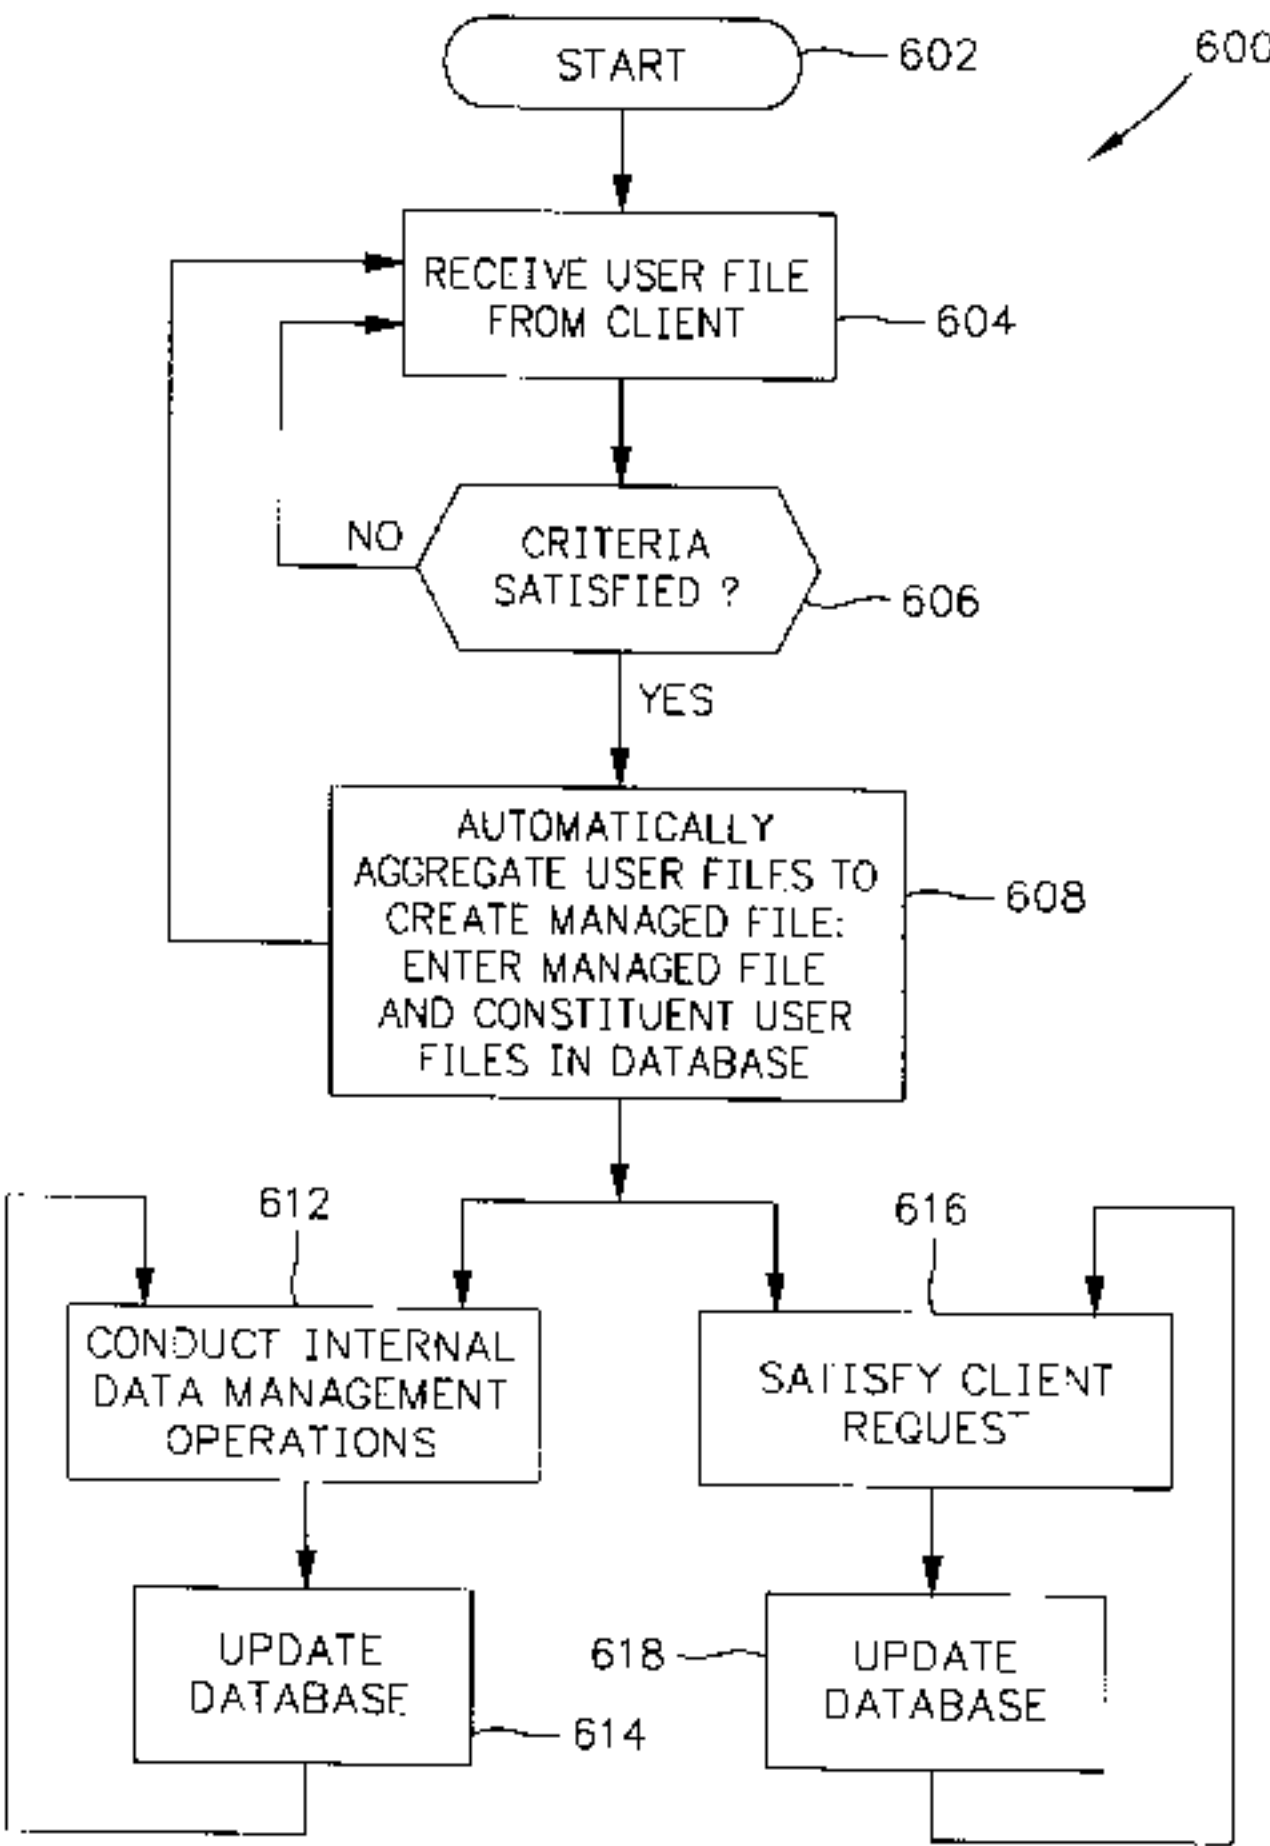 START
602
600
RECEIVE USER FILE
FROM CLIENT
604
NO
CRITERIA
SATISFIED ?
606
YES
AUTOMATICALLY
AGGREGATE USER FILES TO
CREATE MANAGED FILE:
ENTER MANAGED FILE
AND CONSTITUENT USER
FILES IN DATABASE
608
612
616
CONDUCT INTERNAL
DATA MANAGEMENT
OPERATIONS
SATISFY CLIENT
REQUEST
UPDATE
DATABASE
614
618
UPDATE
DATABASE